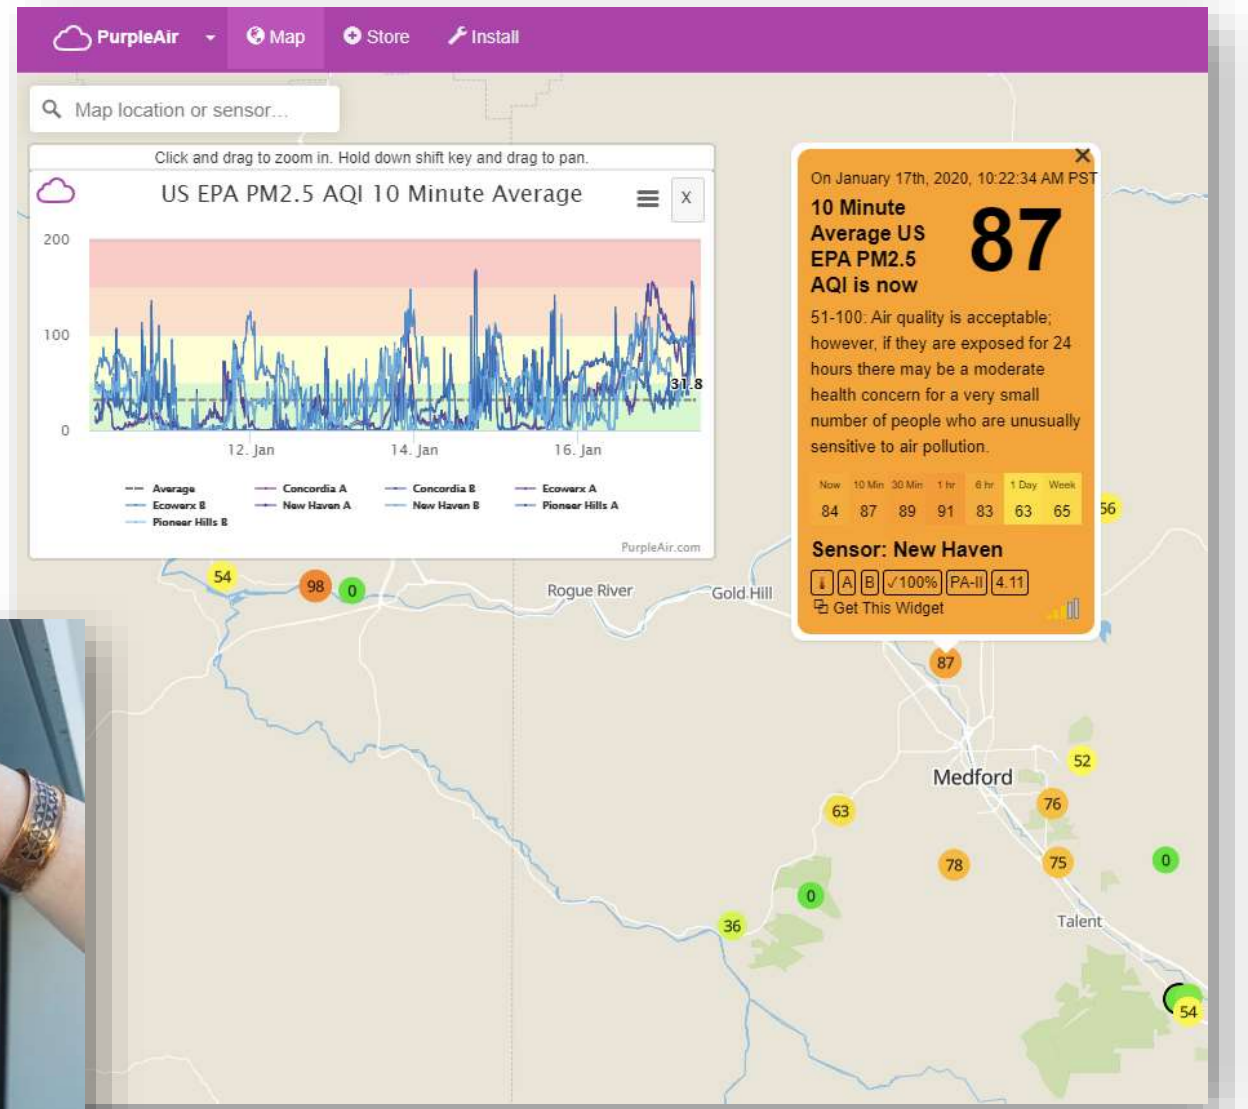 PurpleAir
Map
Store
Install
Map location or sensor...
Click and drag to zoom in. Hold down shift key and drag to pan.
US EPA PM2.5 AQI 10 Minute Average
X
200
100
0
31.8
12. Jan
14. Jan
16. Jan
Average
Concordia A
Concordia B
Ecowerx A
Ecowerx B
New Haven A
New Haven B
Pioneer Hills A
Pioneer Hills B
PurpleAir.com
On January 17th, 2020, 10:22:34 AM PST
10 Minute
Average US
EPA PM2.5
AQI is now
87
51-100: Air quality is acceptable;
however, if they are exposed for 24
hours there may be a moderate
health concern for a very small
number of people who are unusually
sensitive to air pollution.
Now 10 Min 30 Min 1 hr 6 hr 1 Day Week
84 87 89 91 83 63 65
Sensor: New Haven
A B ✓100% PA-II 4.11
Get This Widget
56
54
98
0
Rogue River
Gold Hill
87
52
Medford
76
63
78
75
0
0
36
Talent
54